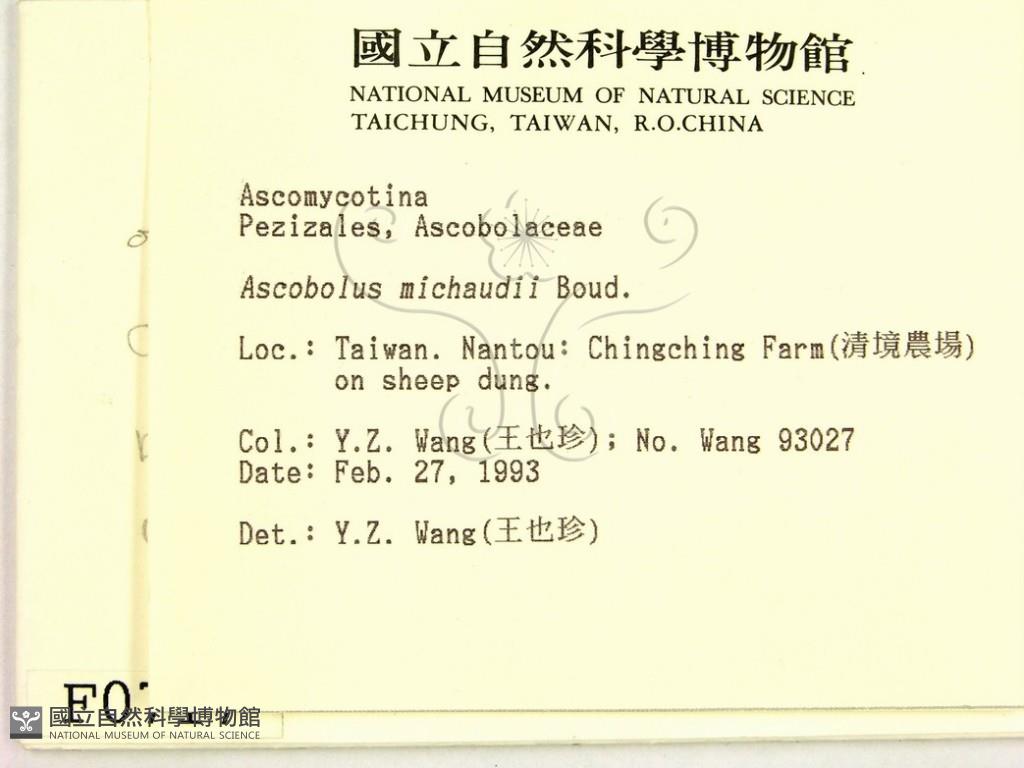 國立自然科學博物館
NATIONAL MUSEUM OF NATURAL SCIENCE
TAICHUNG, TAIWAN, R.O.CHINA
Ascomycotina
Pezizales, Ascobolaceae
Ascobolus michaudii Boud.
Loc.: Taiwan. Nantou: Chingching Farm(清境農場)
on sheep dung.
Col.: Y.Z. Wang(王也珍); No. Wang 93027
Date: Feb. 27, 1993
Det.: Y.Z. Wang(王也珍)
國立自然科學博物館
NATIONAL MUSEUM OF NATURAL SCIENCE